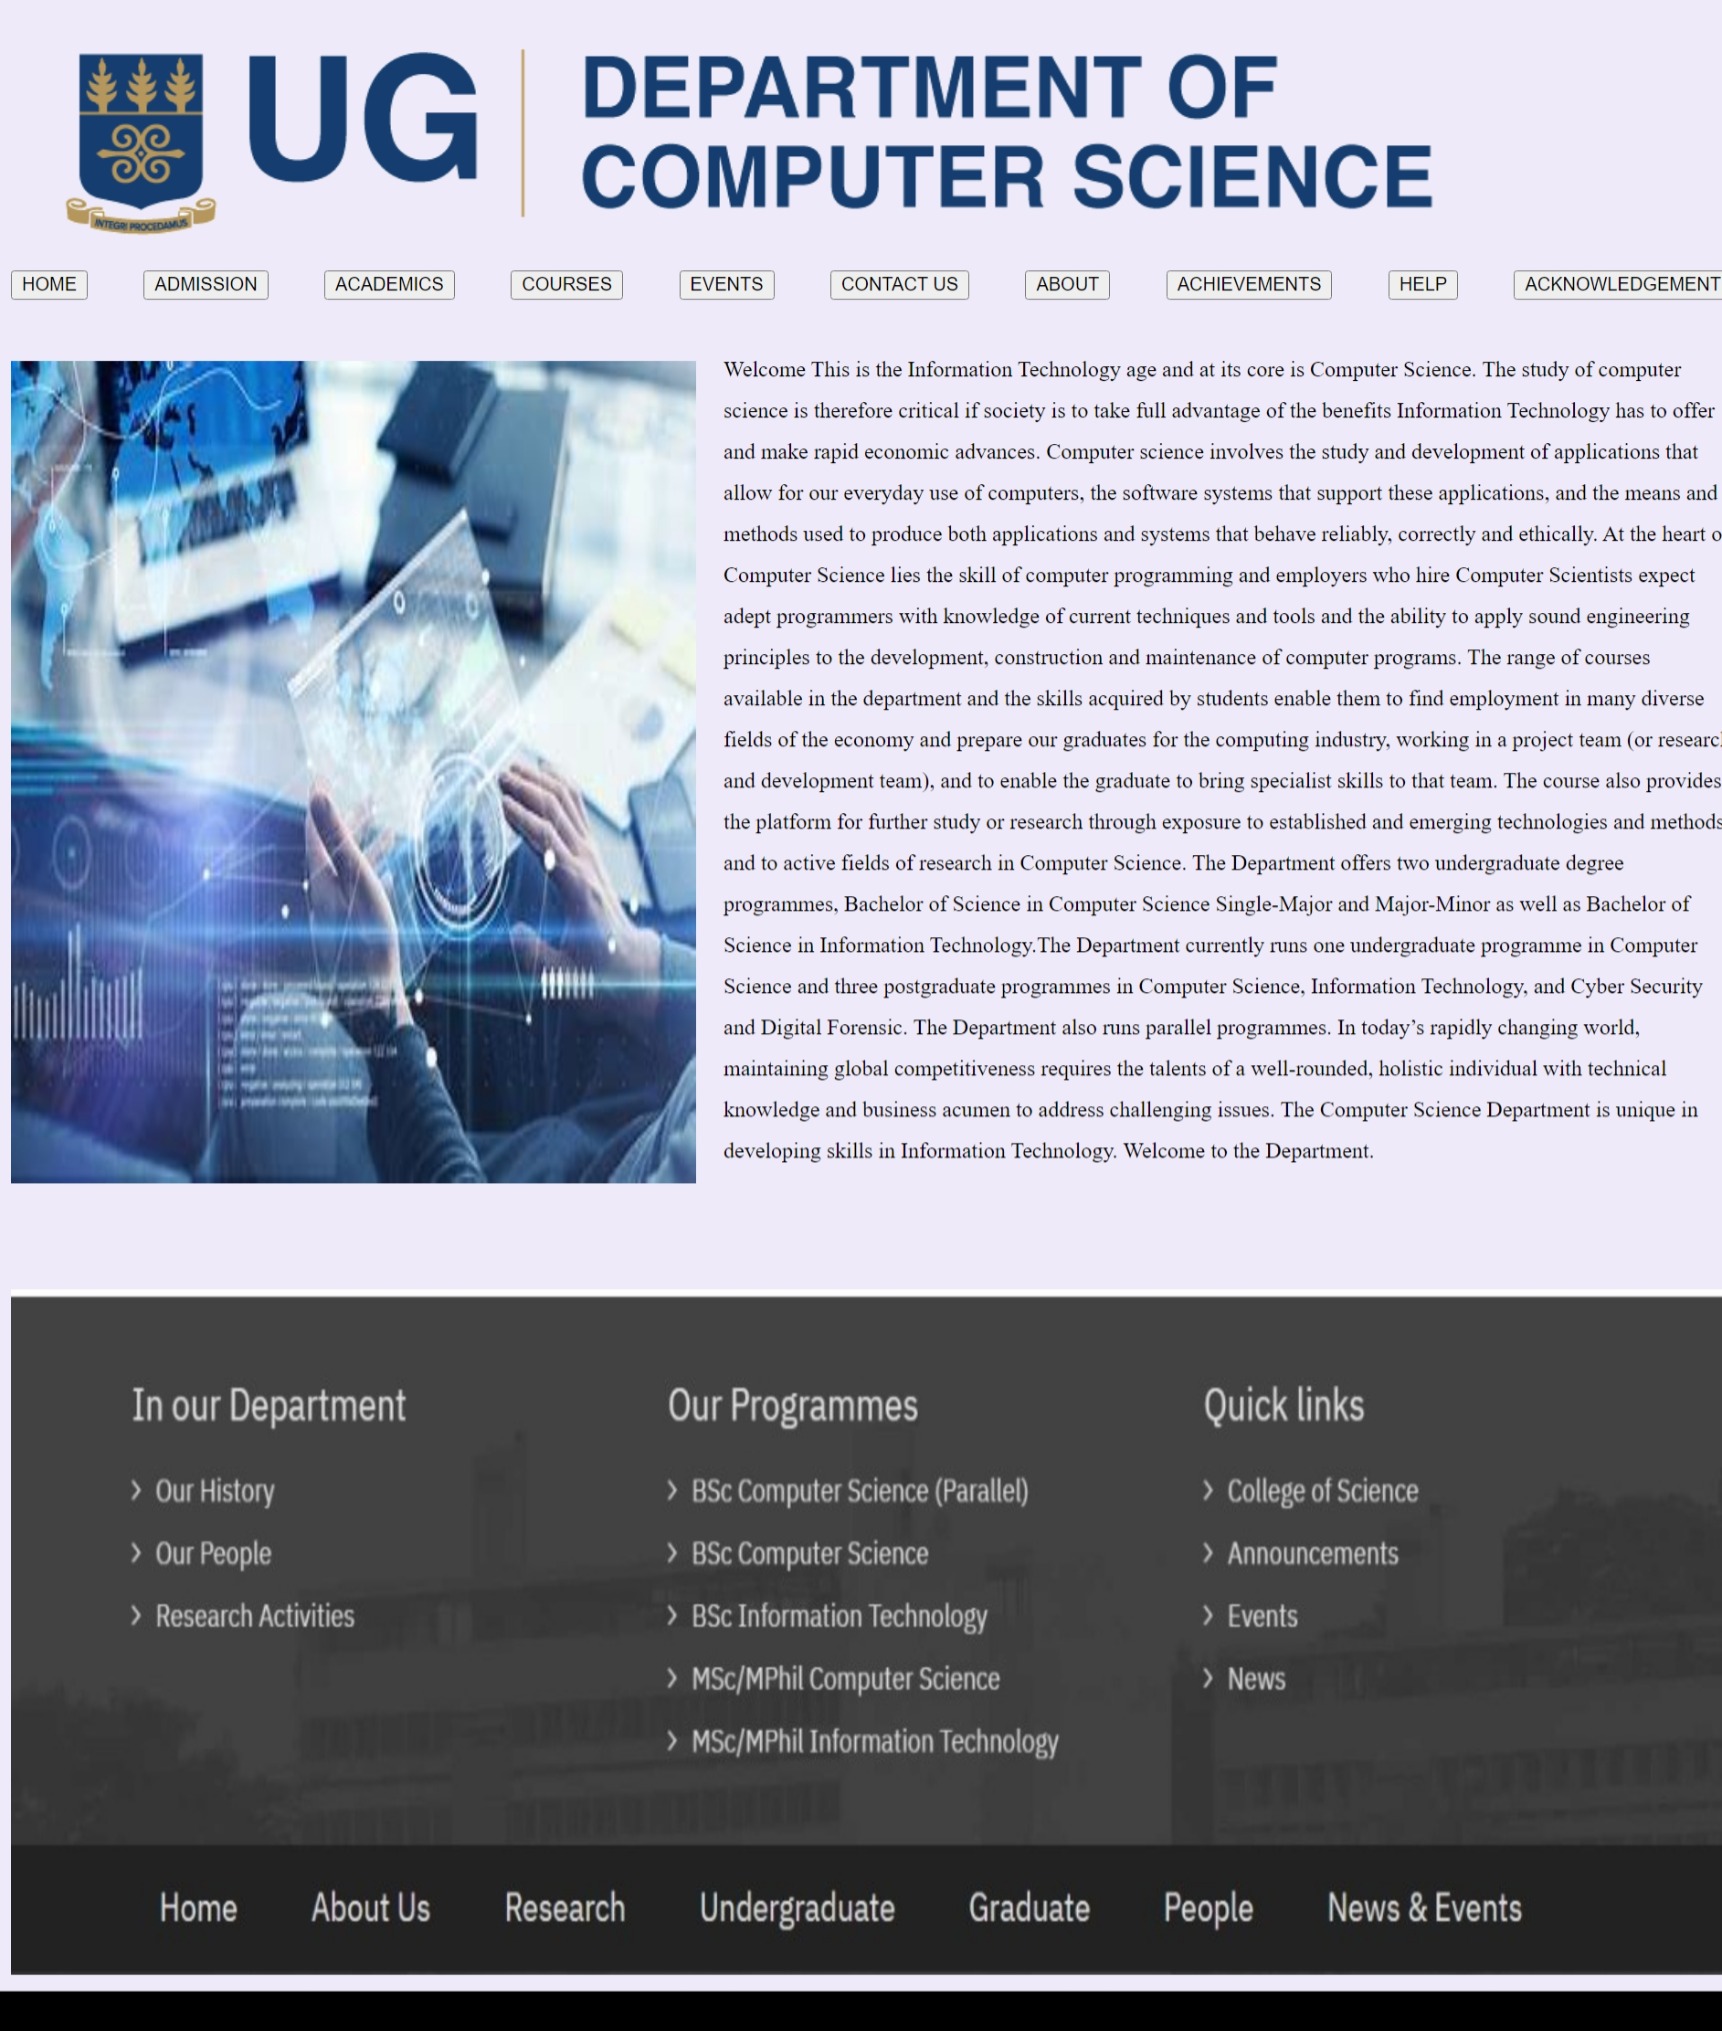 UG
DEPARTMENT OF
COMPUTER SCIENCE
INTEGRI PROCEDAMUS
HOME ADMISSION ACADEMICS COURSES EVENTS CONTACT US ABOUT ACHIEVEMENTS HELP ACKNOWLEDGEMENT
Welcome This is the Information Technology age and at its core is Computer Science. The study of computer
science is therefore critical if society is to take full advantage of the benefits Information Technology has to offer
and make rapid economic advances. Computer science involves the study and development of applications that
allow for our everyday use of computers, the software systems that support these applications, and the means and
methods used to produce both applications and systems that behave reliably, correctly and ethically. At the heart o
Computer Science lies the skill of computer programming and employers who hire Computer Scientists expect
adept programmers with knowledge of current techniques and tools and the ability to apply sound engineering
principles to the development, construction and maintenance of computer programs. The range of courses
available in the department and the skills acquired by students enable them to find employment in many diverse
fields of the economy and prepare our graduates for the computing industry, working in a project team (or researc
and development team), and to enable the graduate to bring specialist skills to that team. The course also provides
the platform for further study or research through exposure to established and emerging technologies and methods
and to active fields of research in Computer Science. The Department offers two undergraduate degree
programmes, Bachelor of Science in Computer Science Single-Major and Major-Minor as well as Bachelor of
Science in Information Technology.The Department currently runs one undergraduate programme in Computer
Science and three postgraduate programmes in Computer Science, Information Technology, and Cyber Security
and Digital Forensic. The Department also runs parallel programmes. In today’s rapidly changing world,
maintaining global competitiveness requires the talents of a well-rounded, holistic individual with technical
knowledge and business acumen to address challenging issues. The Computer Science Department is unique in
developing skills in Information Technology. Welcome to the Department.
In our Department
> Our History
> Our People
> Research Activities
Our Programmes
> BSc Computer Science (Parallel)
> BSc Computer Science
> BSc Information Technology
> MSc/MPhil Computer Science
> MSc/MPhil Information Technology
Quick links
> College of Science
> Announcements
> Events
> News
Home About Us Research Undergraduate Graduate People News & Events